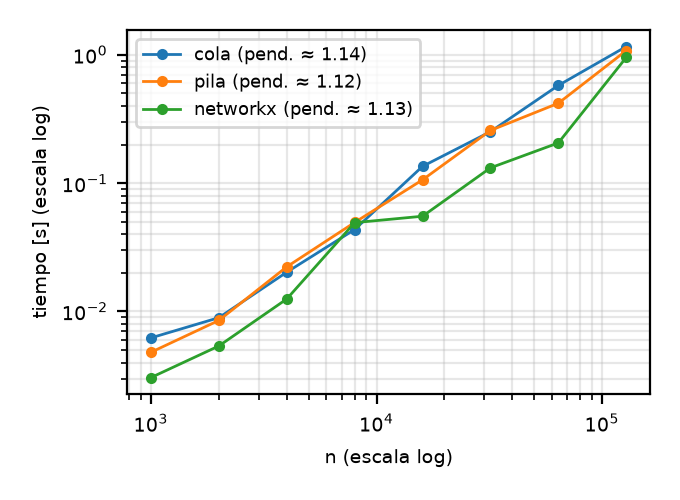 cola (pend. ≈ 1.14)
pila (pend. ≈ 1.12)
networkx (pend. ≈ 1.13)
10⁰
10⁻¹
10⁻²
tiempo [s] (escala log)
10³ 10⁴ 10⁵
n (escala log)